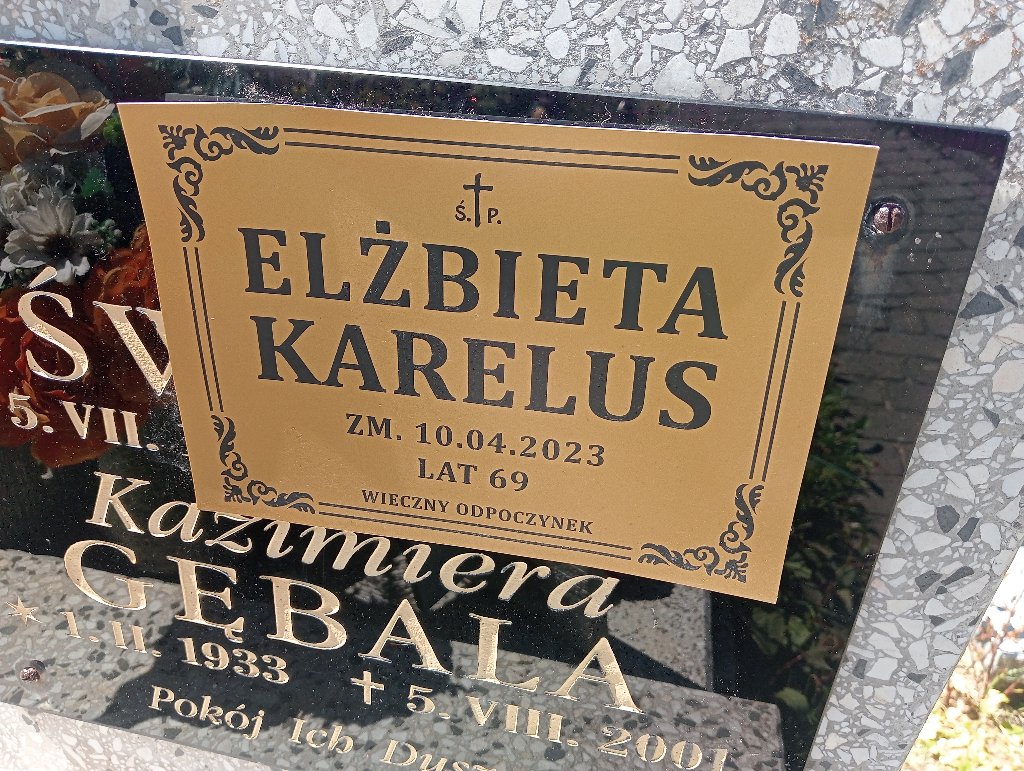 Ś. P.
ELŻBIETA
KARELUS
ZM. 10.04.2023
LAT 69
WIECZNY ODPOCZYNEK
5. VII.
Kazimiera
GĘBALA
* 1. II. 1933 ✝ 5. VIII. 2001
Pokój Ich